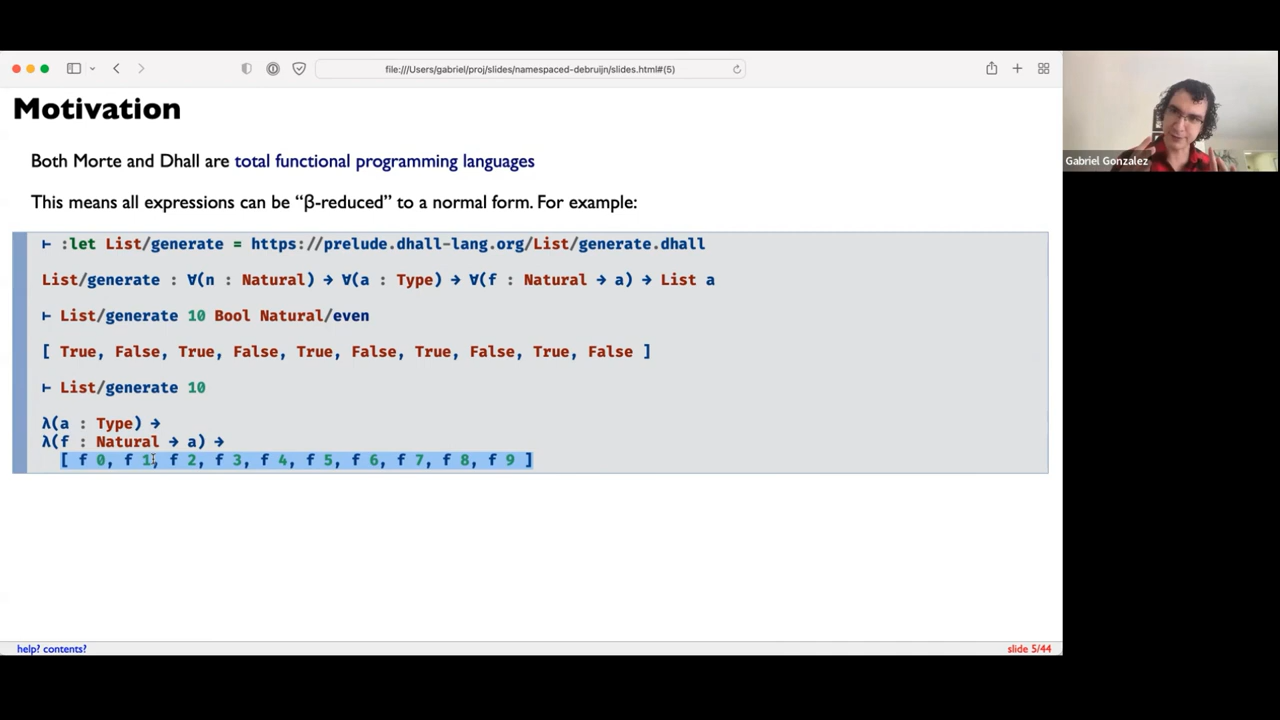 file:///Users/gabriel/proj/slides/namespaced-debruijn/slides.html#(5)
Motivation
Both Morte and Dhall are total functional programming languages
This means all expressions can be “β-reduced” to a normal form. For example:
⊢ :let List/generate = https://prelude.dhall-lang.org/List/generate.dhall
List/generate : ∀(n : Natural) → ∀(a : Type) → ∀(f : Natural → a) → List a
⊢ List/generate 10 Bool Natural/even
[ True, False, True, False, True, False, True, False, True, False ]
⊢ List/generate 10
λ(a : Type) →
λ(f : Natural → a) →
[ f 0, f 1, f 2, f 3, f 4, f 5, f 6, f 7, f 8, f 9 ]
help? contents?
slide 5/44
Gabriel Gonzalez